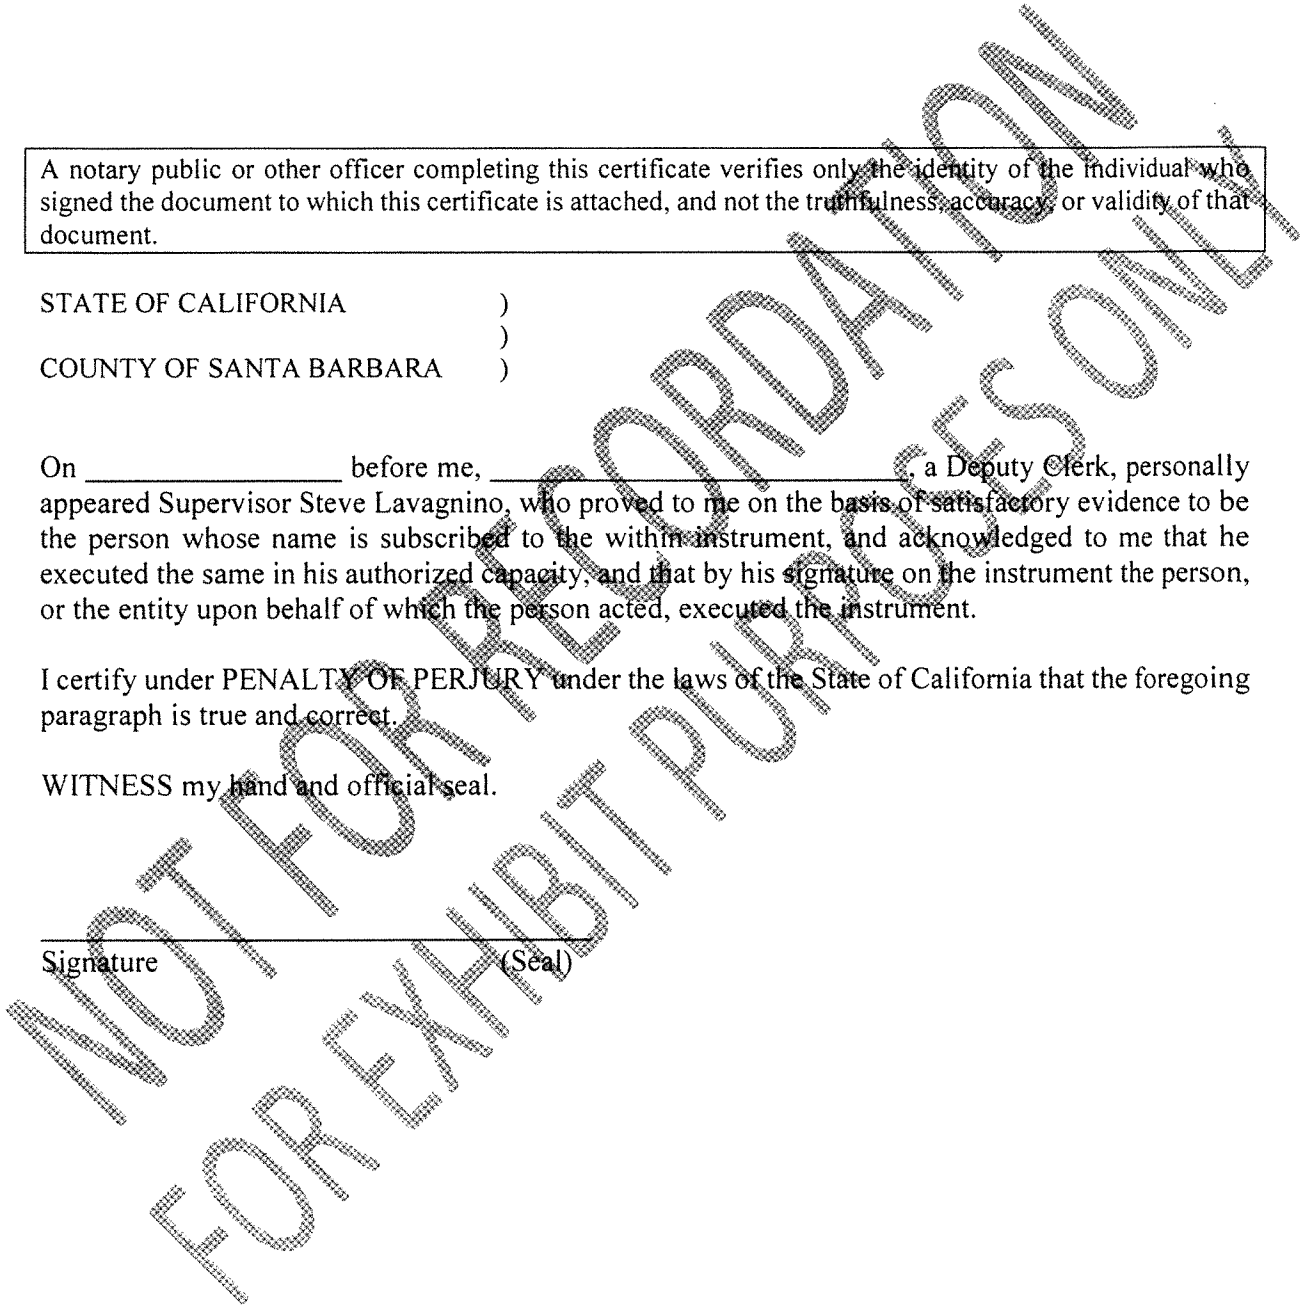 A notary public or other officer completing this certificate verifies only the identity of the individual who
signed the document to which this certificate is attached, and not the truthfulness, accuracy, or validity of that
document.
STATE OF CALIFORNIA )
)
COUNTY OF SANTA BARBARA )
On ____________________ before me, ________________________________, a Deputy Clerk, personally
appeared Supervisor Steve Lavagnino, who proved to me on the basis of satisfactory evidence to be
the person whose name is subscribed to the within instrument, and acknowledged to me that he
executed the same in his authorized capacity, and that by his signature on the instrument the person,
or the entity upon behalf of which the person acted, executed the instrument.
I certify under PENALTY OF PERJURY under the laws of the State of California that the foregoing
paragraph is true and correct.
WITNESS my hand and official seal.
Signature (Seal)
NOT FOR RECORDATION
FOR EXHIBIT PURPOSES ONLY